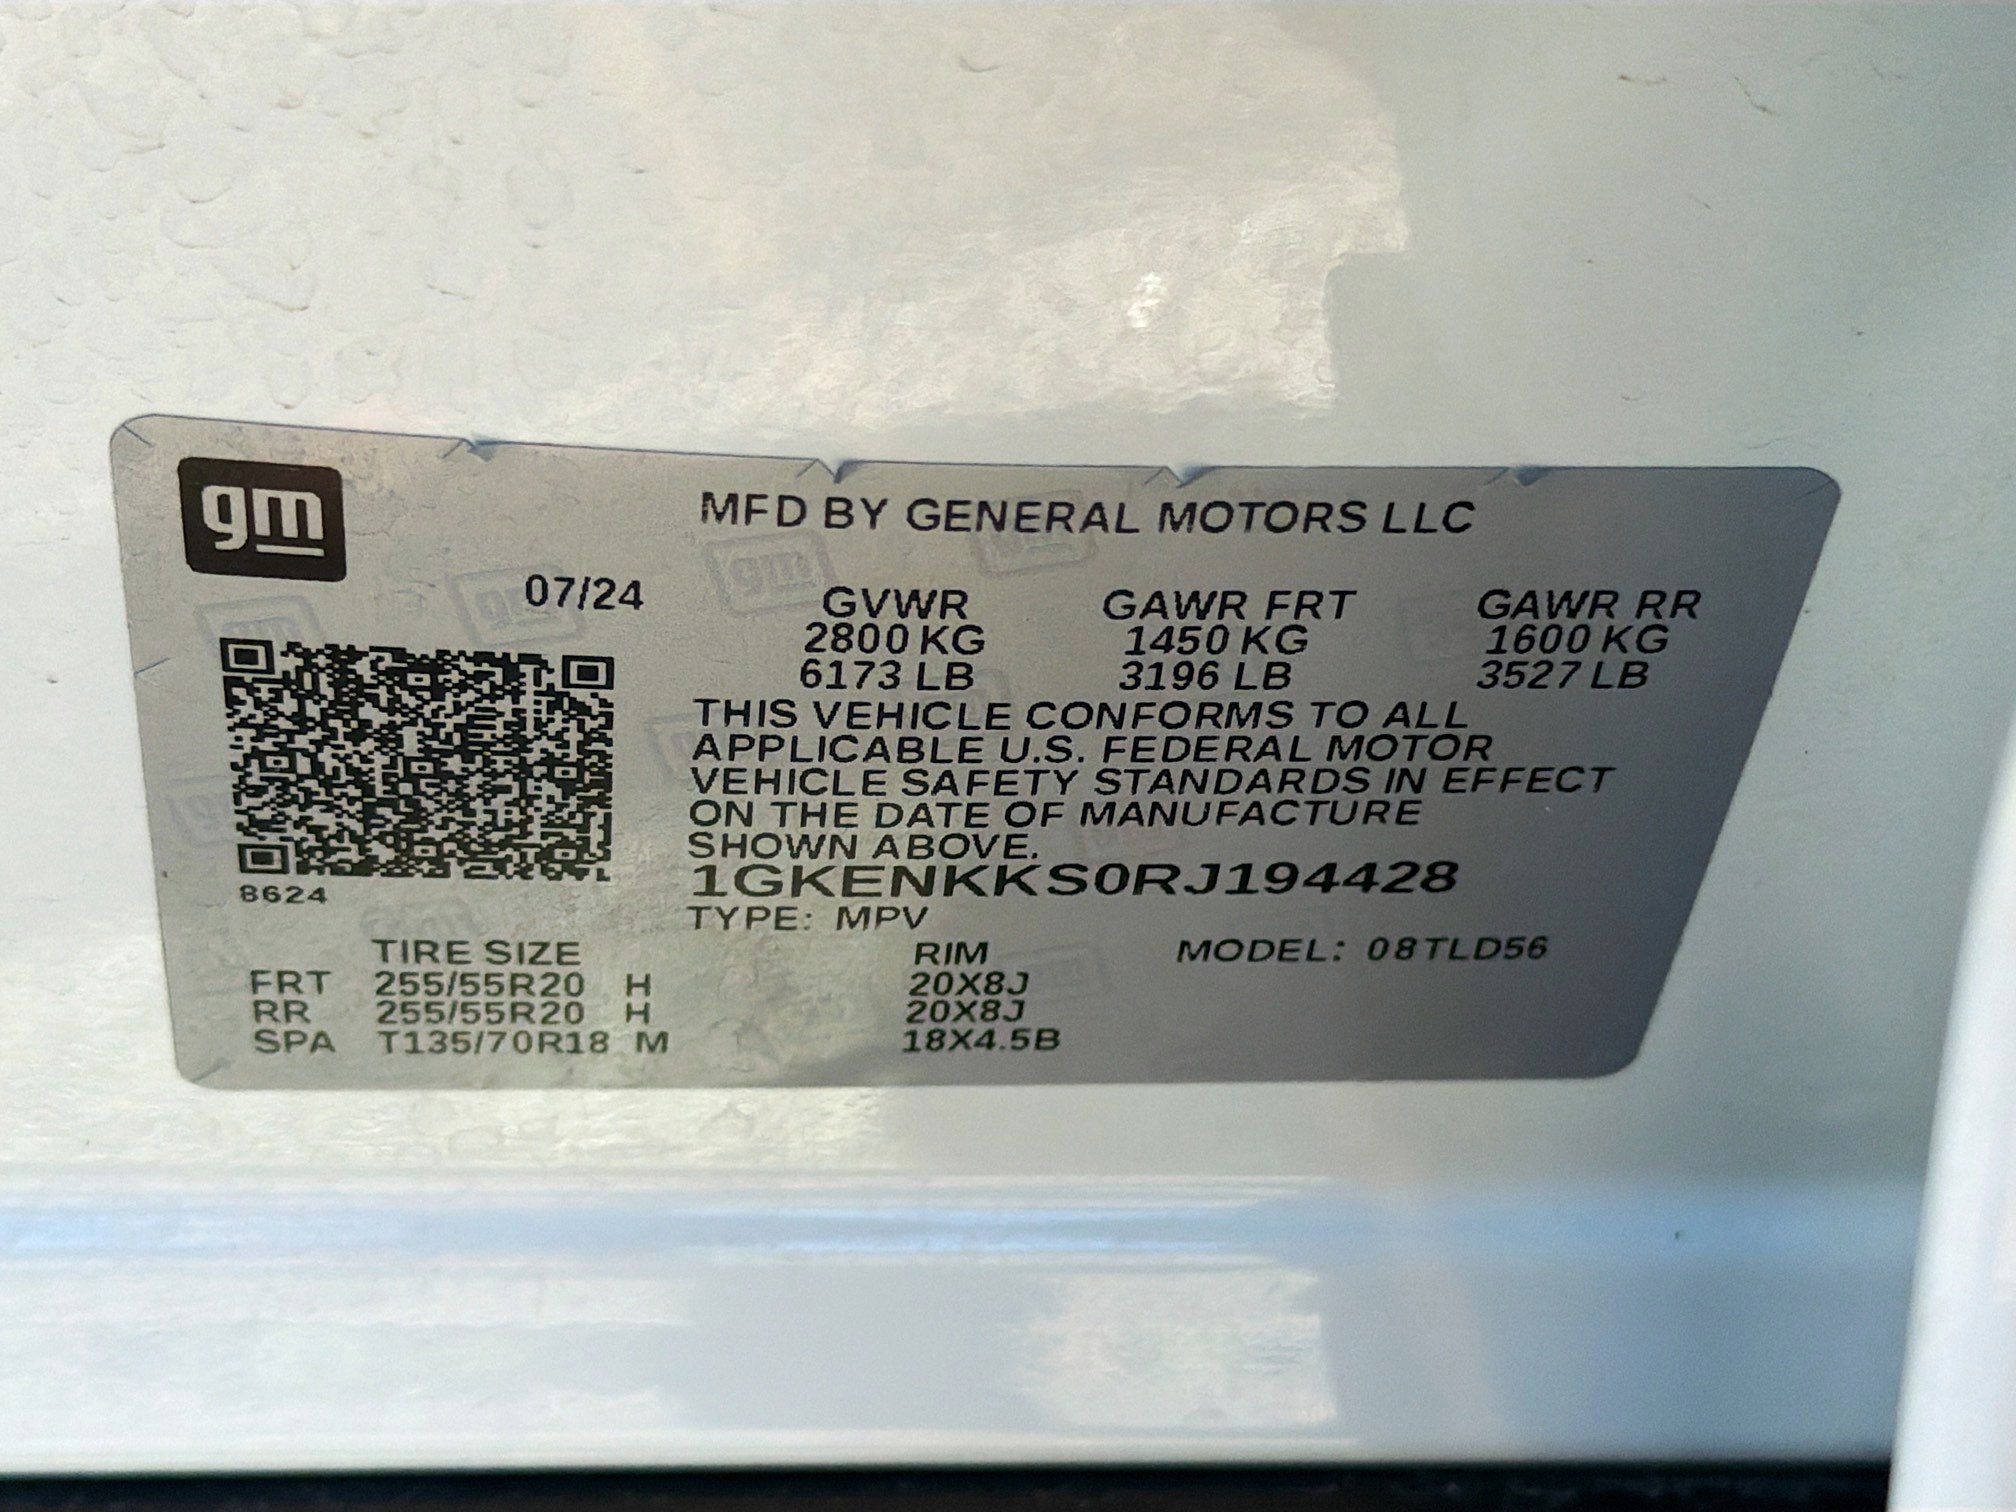 gm
MFD BY GENERAL MOTORS LLC
07/24
GVWR GAWR FRT GAWR RR
2800 KG 1450 KG 1600 KG
6173 LB 3196 LB 3527 LB
THIS VEHICLE CONFORMS TO ALL
APPLICABLE U.S. FEDERAL MOTOR
VEHICLE SAFETY STANDARDS IN EFFECT
ON THE DATE OF MANUFACTURE
SHOWN ABOVE.
8624
1GKENKKS0RJ194428
TYPE: MPV
TIRE SIZE RIM MODEL: 08TLD56
FRT 255/55R20 H 20X8J
RR 255/55R20 H 20X8J
SPA T135/70R18 M 18X4.5B